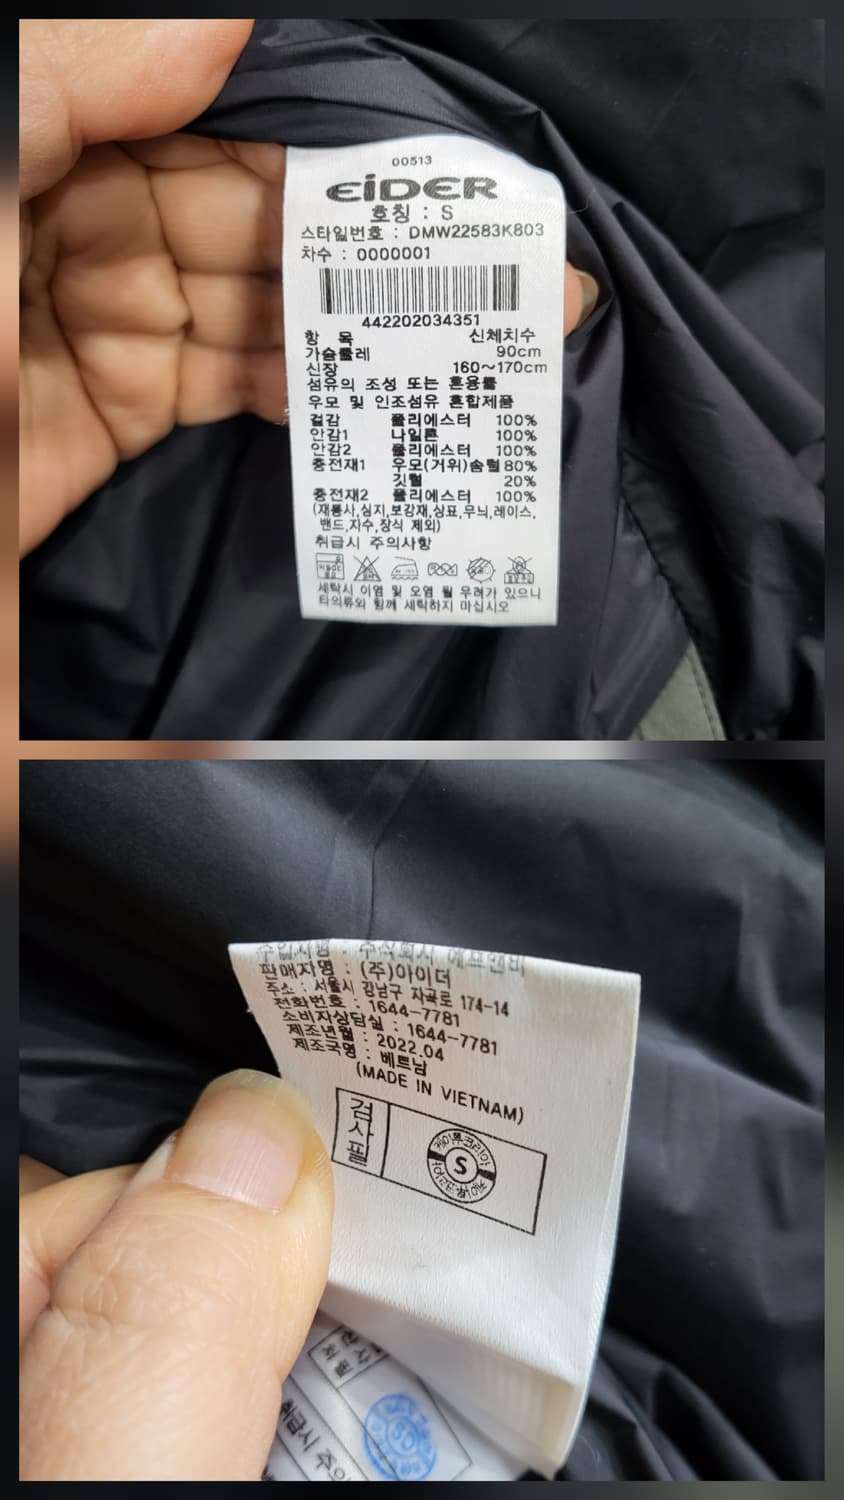 00513
EiDER
호칭 : S
스타일번호 : DMW22583K803
차수 : 0000001
442202034351
항 목 신체치수
가슴둘레 90cm
신장 160~170cm
섬유의 조성 또는 혼용률
우모 및 인조섬유 혼합제품
겉감 폴리에스터 100%
안감1 나일론 100%
안감2 폴리에스터 100%
충전재1 우모(거위)솜털 80%
깃털 20%
충전재2 폴리에스터 100%
(재봉사,심지,보강재,상표,무늬,레이스,
밴드,자수,장식 제외)
취급시 주의사항
세탁시 이염 및 오염 될 우려가 있으니
타의류와 함께 세탁하지 마십시오
판매자명 : (주)아이더
주소 : 서울시 강남구 자곡로 174-14
전화번호 : 1644-7781
소비자상담실 : 1644-7781
제조년월 : 2022.04
제조국명 : 베트남
(MADE IN VIETNAM)
검사필
S
취급시 주의